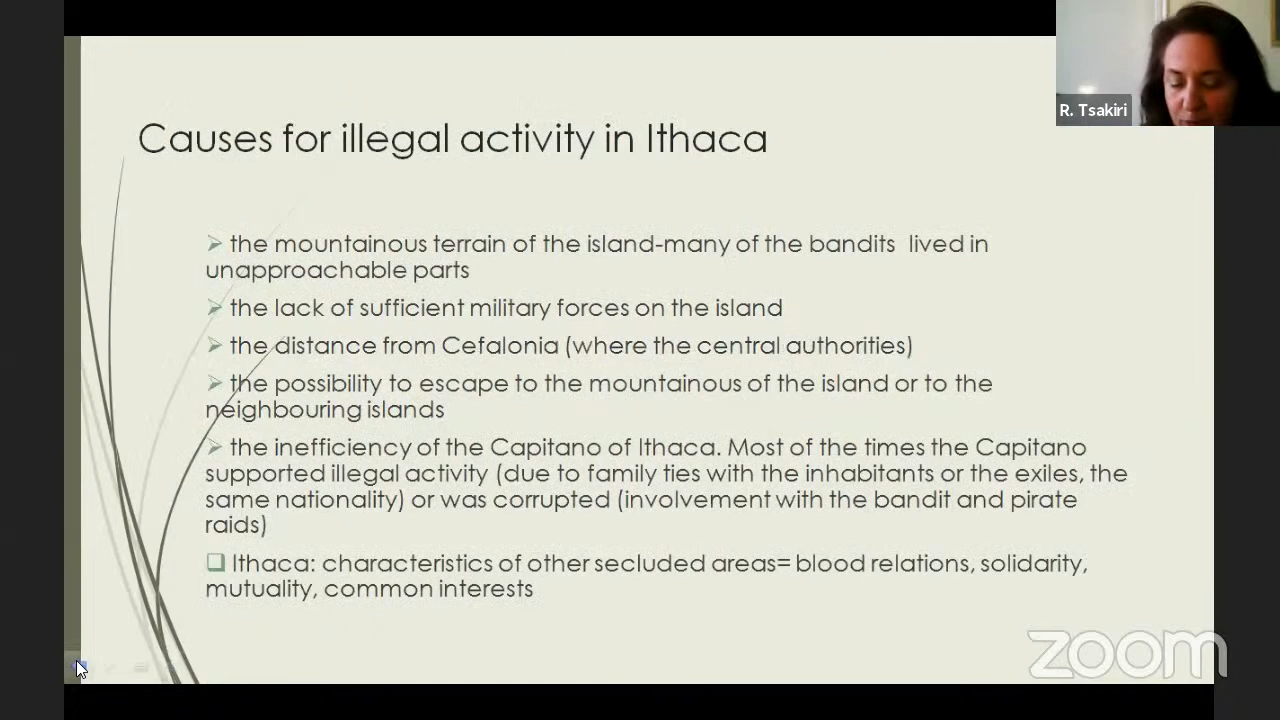 R. Tsakiri
Causes for illegal activity in Ithaca
the mountainous terrain of the island-many of the bandits lived in
unapproachable parts
the lack of sufficient military forces on the island
the distance from Cefalonia (where the central authorities)
the possibility to escape to the mountainous of the island or to the
neighbouring islands
the inefficiency of the Capitano of Ithaca. Most of the times the Capitano
supported illegal activity (due to family ties with the inhabitants or the exiles, the
same nationality) or was corrupted (involvement with the bandit and pirate
raids)
Ithaca: characteristics of other secluded areas= blood relations, solidarity,
mutuality, common interests
zoom